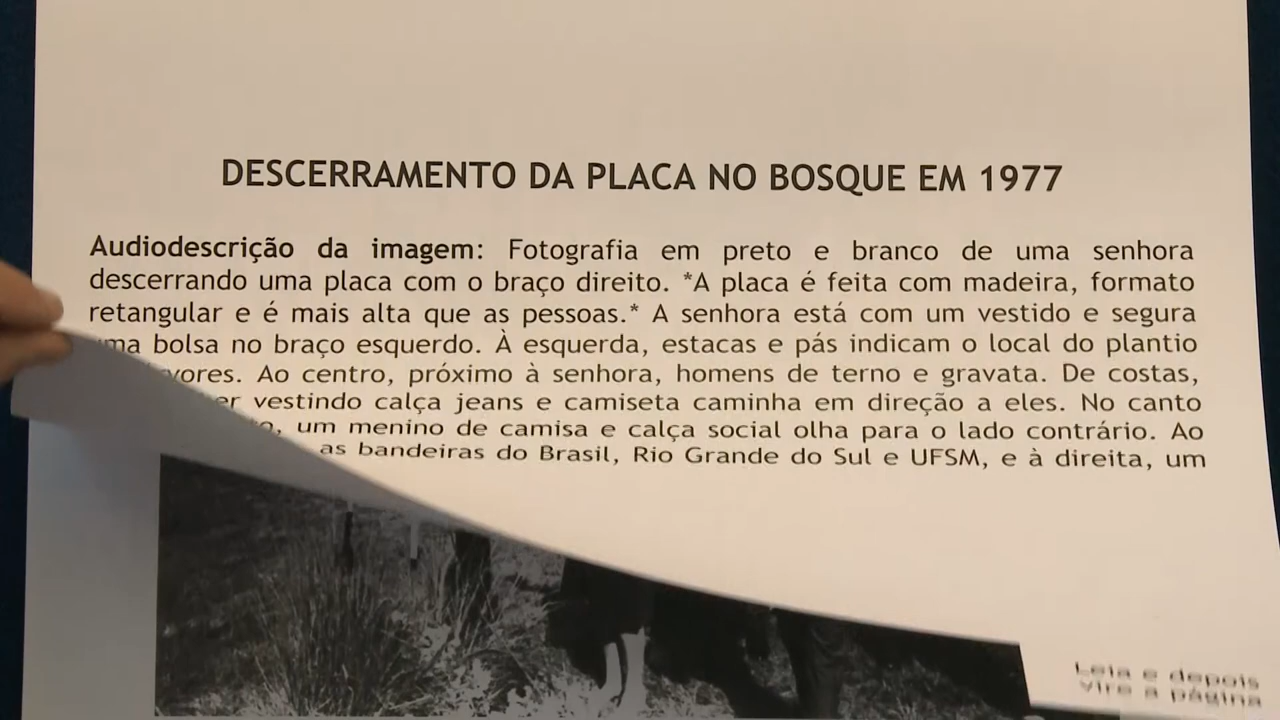 DESCERRAMENTO DA PLACA NO BOSQUE EM 1977
Audiodescrição da imagem: Fotografia em preto e branco de uma senhora
descerrando uma placa com o braço direito. *A placa é feita com madeira, formato
retangular e é mais alta que as pessoas.* A senhora está com um vestido e segura
uma bolsa no braço esquerdo. À esquerda, estacas e pás indicam o local do plantio
Ao centro, próximo à senhora, homens de terno e gravata. De costas,
vestindo calça jeans e camiseta caminha em direção a eles. No canto
um menino de camisa e calça social olha para o lado contrário. Ao
as bandeiras do Brasil, Rio Grande do Sul e UFSM, e à direita, um
Leia e depois
vire a página